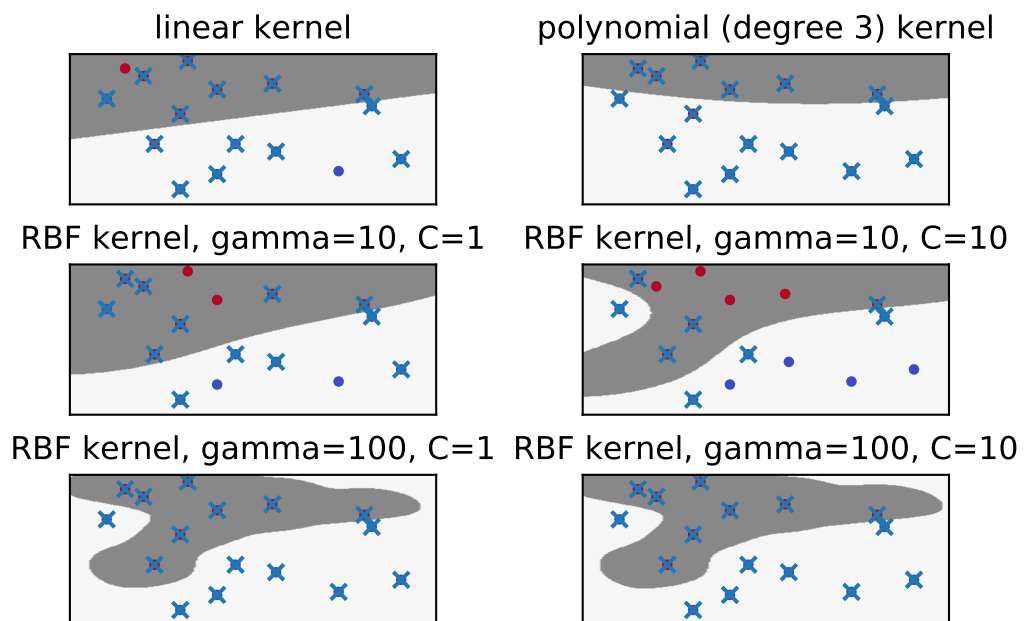 linear kernel
polynomial (degree 3) kernel
RBF kernel, gamma=10, C=1
RBF kernel, gamma=10, C=10
RBF kernel, gamma=100, C=1
RBF kernel, gamma=100, C=10